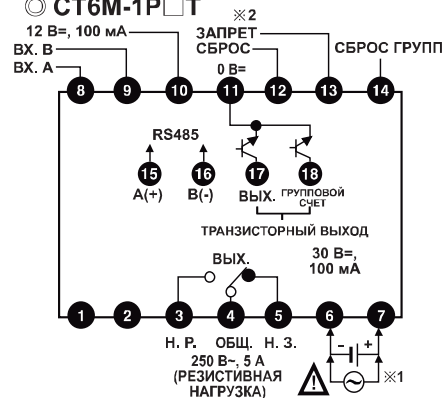 ◎ CT6M-1P□T
12 В=, 100 мА
ВХ. В
ВХ. А
※2
ЗАПРЕТ
СБРОС
0 В=
СБРОС ГРУПП
8 9 10 11 12 13 14
RS485
15 16 17 18
A(+) B(-) ВЫХ. ГРУППОВОЙ СЧЕТ
ТРАНЗИСТОРНЫЙ ВЫХОД
30 В=,
100 мА
ВЫХ.
1 2 3 4 5 6 7
Н. Р. ОБЩ. Н. З.
250 В~, 5 А
(РЕЗИСТИВНАЯ
НАГРУЗКА)
- +
※1